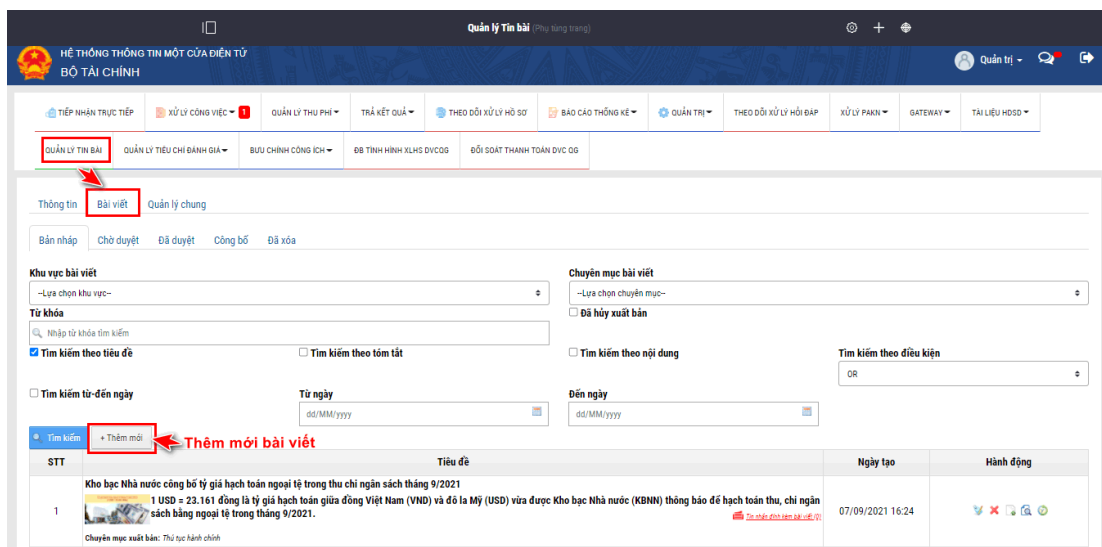 Quản lý Tin bài (Phụ tùng trang)
HỆ THỐNG THÔNG TIN MỘT CỬA ĐIỆN TỬ
BỘ TÀI CHÍNH
Quản trị
TIẾP NHẬN TRỰC TIẾP XỬ LÝ CÔNG VIỆC 1 QUẢN LÝ THU PHÍ TRẢ KẾT QUẢ THEO DÕI XỬ LÝ HỒ SƠ BÁO CÁO THỐNG KÊ QUẢN TRỊ THEO DÕI XỬ LÝ HỎI ĐÁP XỬ LÝ PAKN GATEWAY TÀI LIỆU HDSD
QUẢN LÝ TIN BÀI QUẢN LÝ TIÊU CHÍ ĐÁNH GIÁ BƯU CHÍNH CÔNG ÍCH ĐB TÌNH HÌNH XLHS DVCQG ĐỐI SOÁT THANH TOÁN DVC QG
Thông tin Bài viết Quản lý chung
Bản nháp Chờ duyệt Đã duyệt Công bố Đã xóa
Khu vực bài viết Chuyên mục bài viết
--Lựa chọn khu vực-- --Lựa chọn chuyên mục--
Từ khóa Đã hủy xuất bản
Nhập từ khóa tìm kiếm
Tìm kiếm theo tiêu đề Tìm kiếm theo tóm tắt Tìm kiếm theo nội dung Tìm kiếm theo điều kiện
OR
Tìm kiếm từ-đến ngày Từ ngày Đến ngày
dd/MM/yyyy dd/MM/yyyy
Tìm kiếm + Thêm mới Thêm mới bài viết
STT Tiêu đề Ngày tạo Hành động
Kho bạc Nhà nước công bố tỷ giá hạch toán ngoại tệ trong thu chi ngân sách tháng 9/2021
1 USD = 23.161 đồng là tỷ giá hạch toán giữa đồng Việt Nam (VND) và đô la Mỹ (USD) vừa được Kho bạc Nhà nước (KBNN) thông báo để hạch toán thu, chi ngân
1 sách bằng ngoại tệ trong tháng 9/2021. Tin nhắn đính kèm bài viết (0) 07/09/2021 16:24
Chuyên mục xuất bản: Thủ tục hành chính